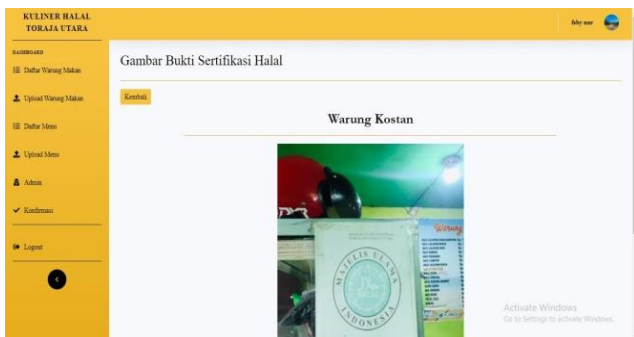 KULINER HALAL
TORAJA UTARA
feby nur
DASHBOARD
Daftar Warung Makan
Upload Warung Makan
Daftar Menu
Upload Menu
Admin
Konfirmasi
Logout
Gambar Bukti Sertifikasi Halal
Kembali
Warung Kostan
Warung
MAJELIS ULAMA
INDONESIA
Activate Windows
Go to Settings to activate Windows.